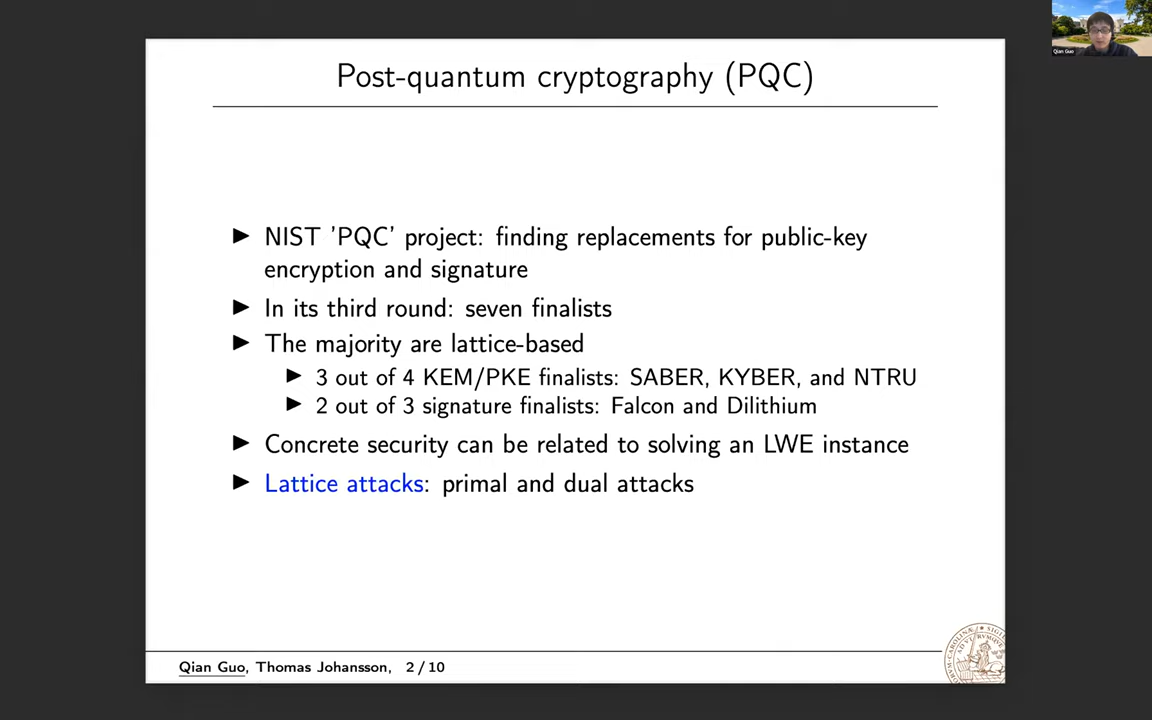 Post-quantum cryptography (PQC)
Qian Guo
▶ NIST 'PQC' project: finding replacements for public-key
encryption and signature
▶ In its third round: seven finalists
▶ The majority are lattice-based
▶ 3 out of 4 KEM/PKE finalists: SABER, KYBER, and NTRU
▶ 2 out of 3 signature finalists: Falcon and Dilithium
▶ Concrete security can be related to solving an LWE instance
▶ Lattice attacks: primal and dual attacks
Qian Guo, Thomas Johansson, 2 / 10